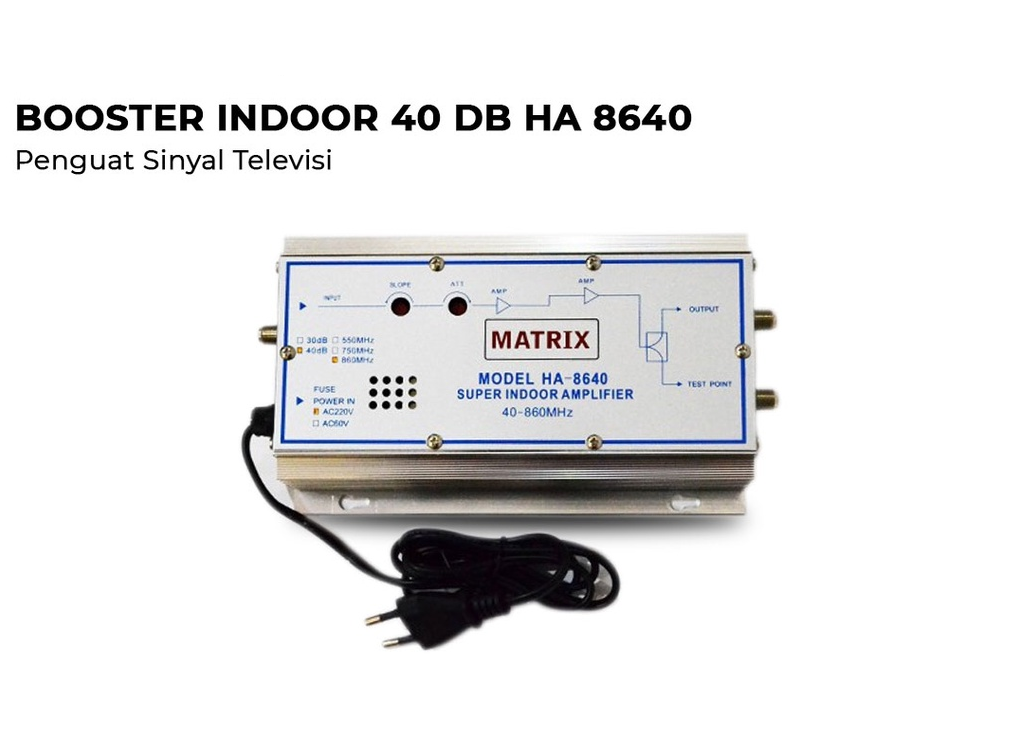 BOOSTER INDOOR 40 DB HA 8640
Penguat Sinyal Televisi
INPUT
SLOPE
ATT
AMP
AMP
OUTPUT
MATRIX
30dB 550MHz
40dB 750MHz
860MHz
MODEL HA-8640
SUPER INDOOR AMPLIFIER
40-860MHz
TEST POINT
FUSE
POWER IN
AC220V
AC60V